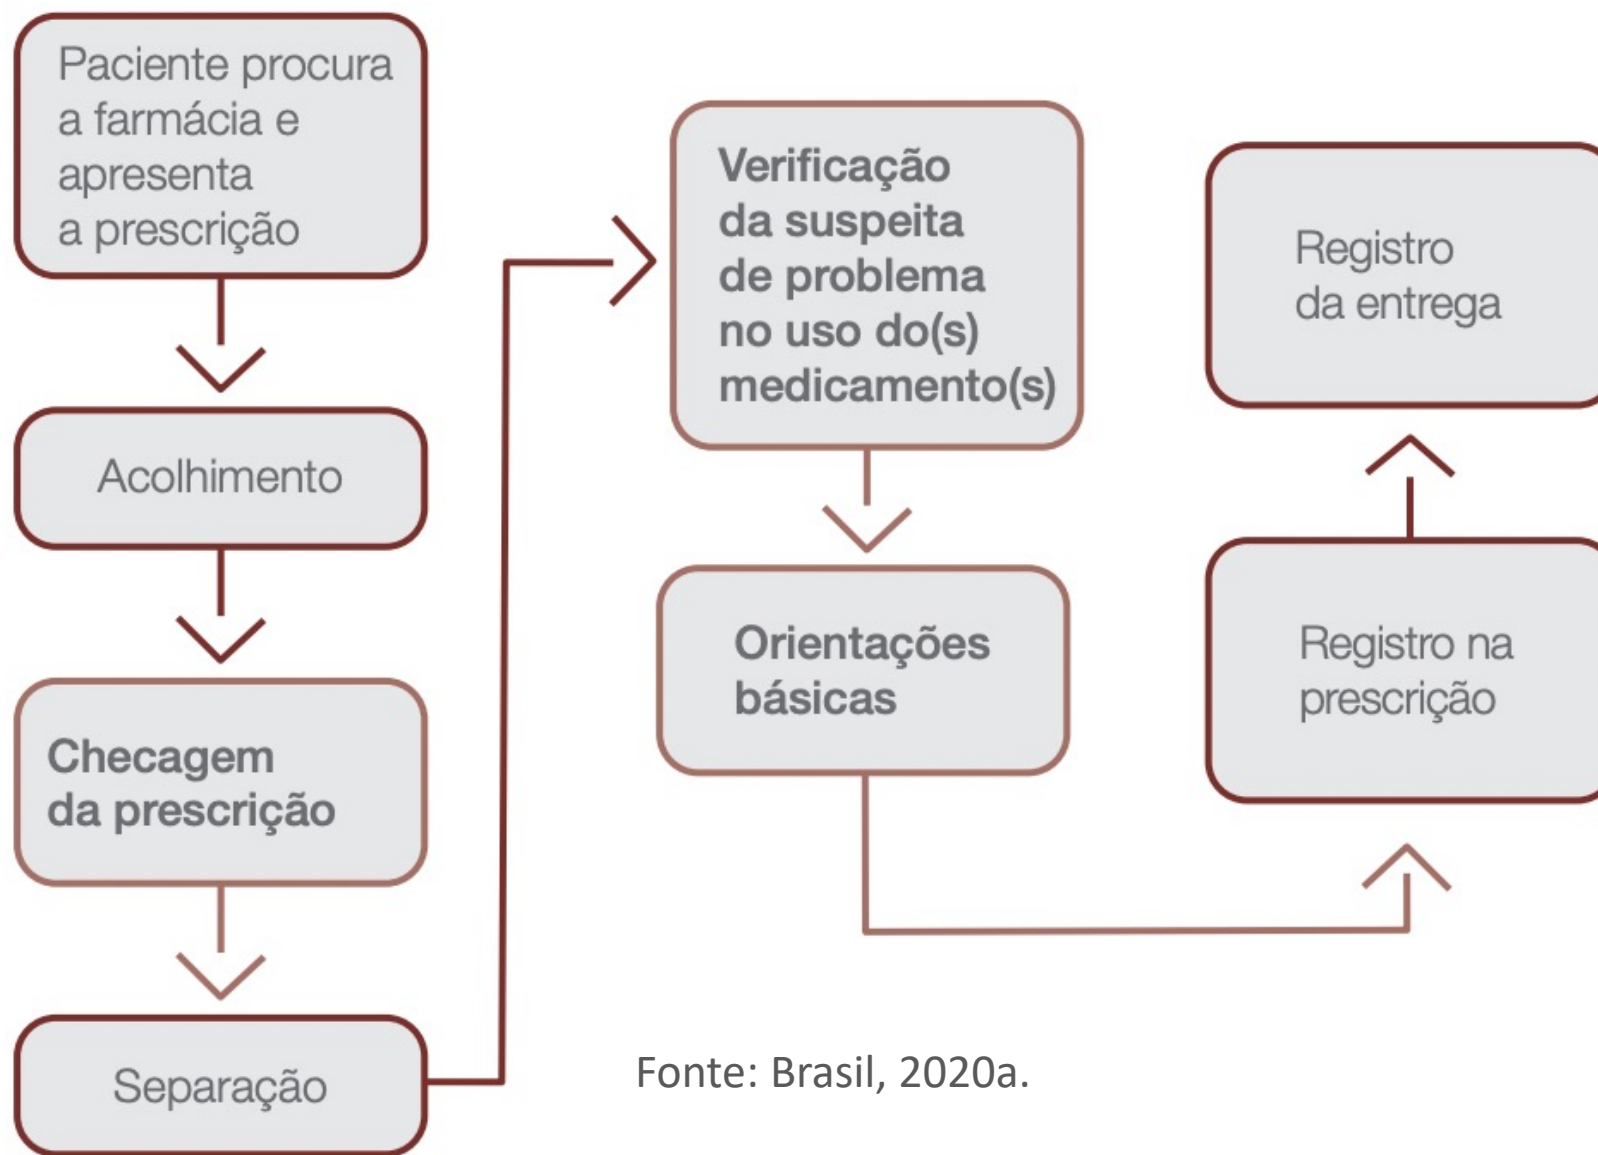 Paciente procura
a farmácia e
apresenta
a prescrição
Acolhimento
Checagem
da prescrição
Separação
Verificação
da suspeita
de problema
no uso do(s)
medicamento(s)
Orientações
básicas
Registro na
prescrição
Registro
da entrega
Fonte: Brasil, 2020a.